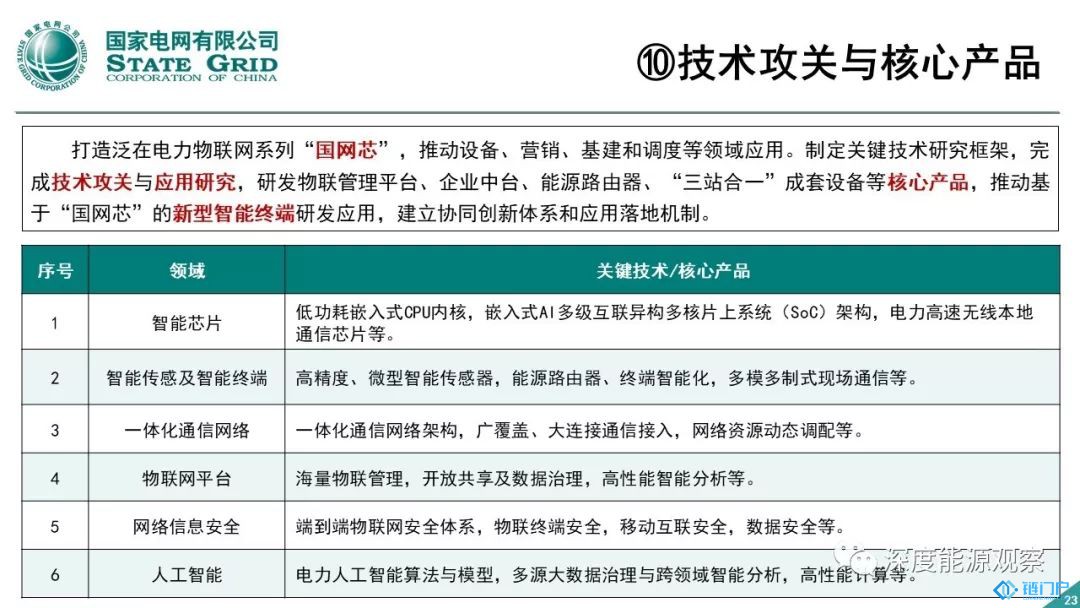 国家电网公司
STATE GRID CORPORATION OF CHINA
国家电网有限公司
STATE GRID
CORPORATION OF CHINA
⑩技术攻关与核心产品
打造泛在电力物联网系列“国网芯”，推动设备、营销、基建和调度等领域应用。制定关键技术研究框架，完
成技术攻关与应用研究，研发物联管理平台、企业中台、能源路由器、“三站合一”成套设备等核心产品，推动基
于“国网芯”的新型智能终端研发应用，建立协同创新体系和应用落地机制。
序号 领域 关键技术/核心产品
1 智能芯片 低功耗嵌入式CPU内核，嵌入式AI多级互联异构多核片上系统（SoC）架构，电力高速无线本地
通信芯片等。
2 智能传感及智能终端 高精度、微型智能传感器，能源路由器、终端智能化，多模多制式现场通信等。
3 一体化通信网络 一体化通信网络架构，广覆盖、大连接通信接入，网络资源动态调配等。
4 物联网平台 海量物联管理，开放共享及数据治理，高性能智能分析等。
5 网络信息安全 端到端物联网安全体系，物联终端安全，移动互联安全，数据安全等。
6 人工智能 电力人工智能算法与模型，多源大数据治理与跨领域智能分析，高性能计算等。
深度能源观察
链门户
23